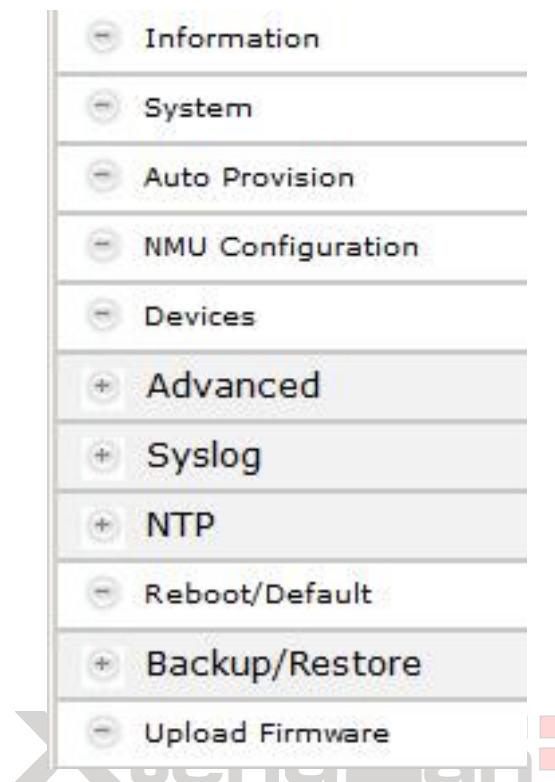 Information
System
Auto Provision
NMU Configuration
Devices
Advanced
Syslog
NTP
Reboot/Default
Backup/Restore
Upload Firmware